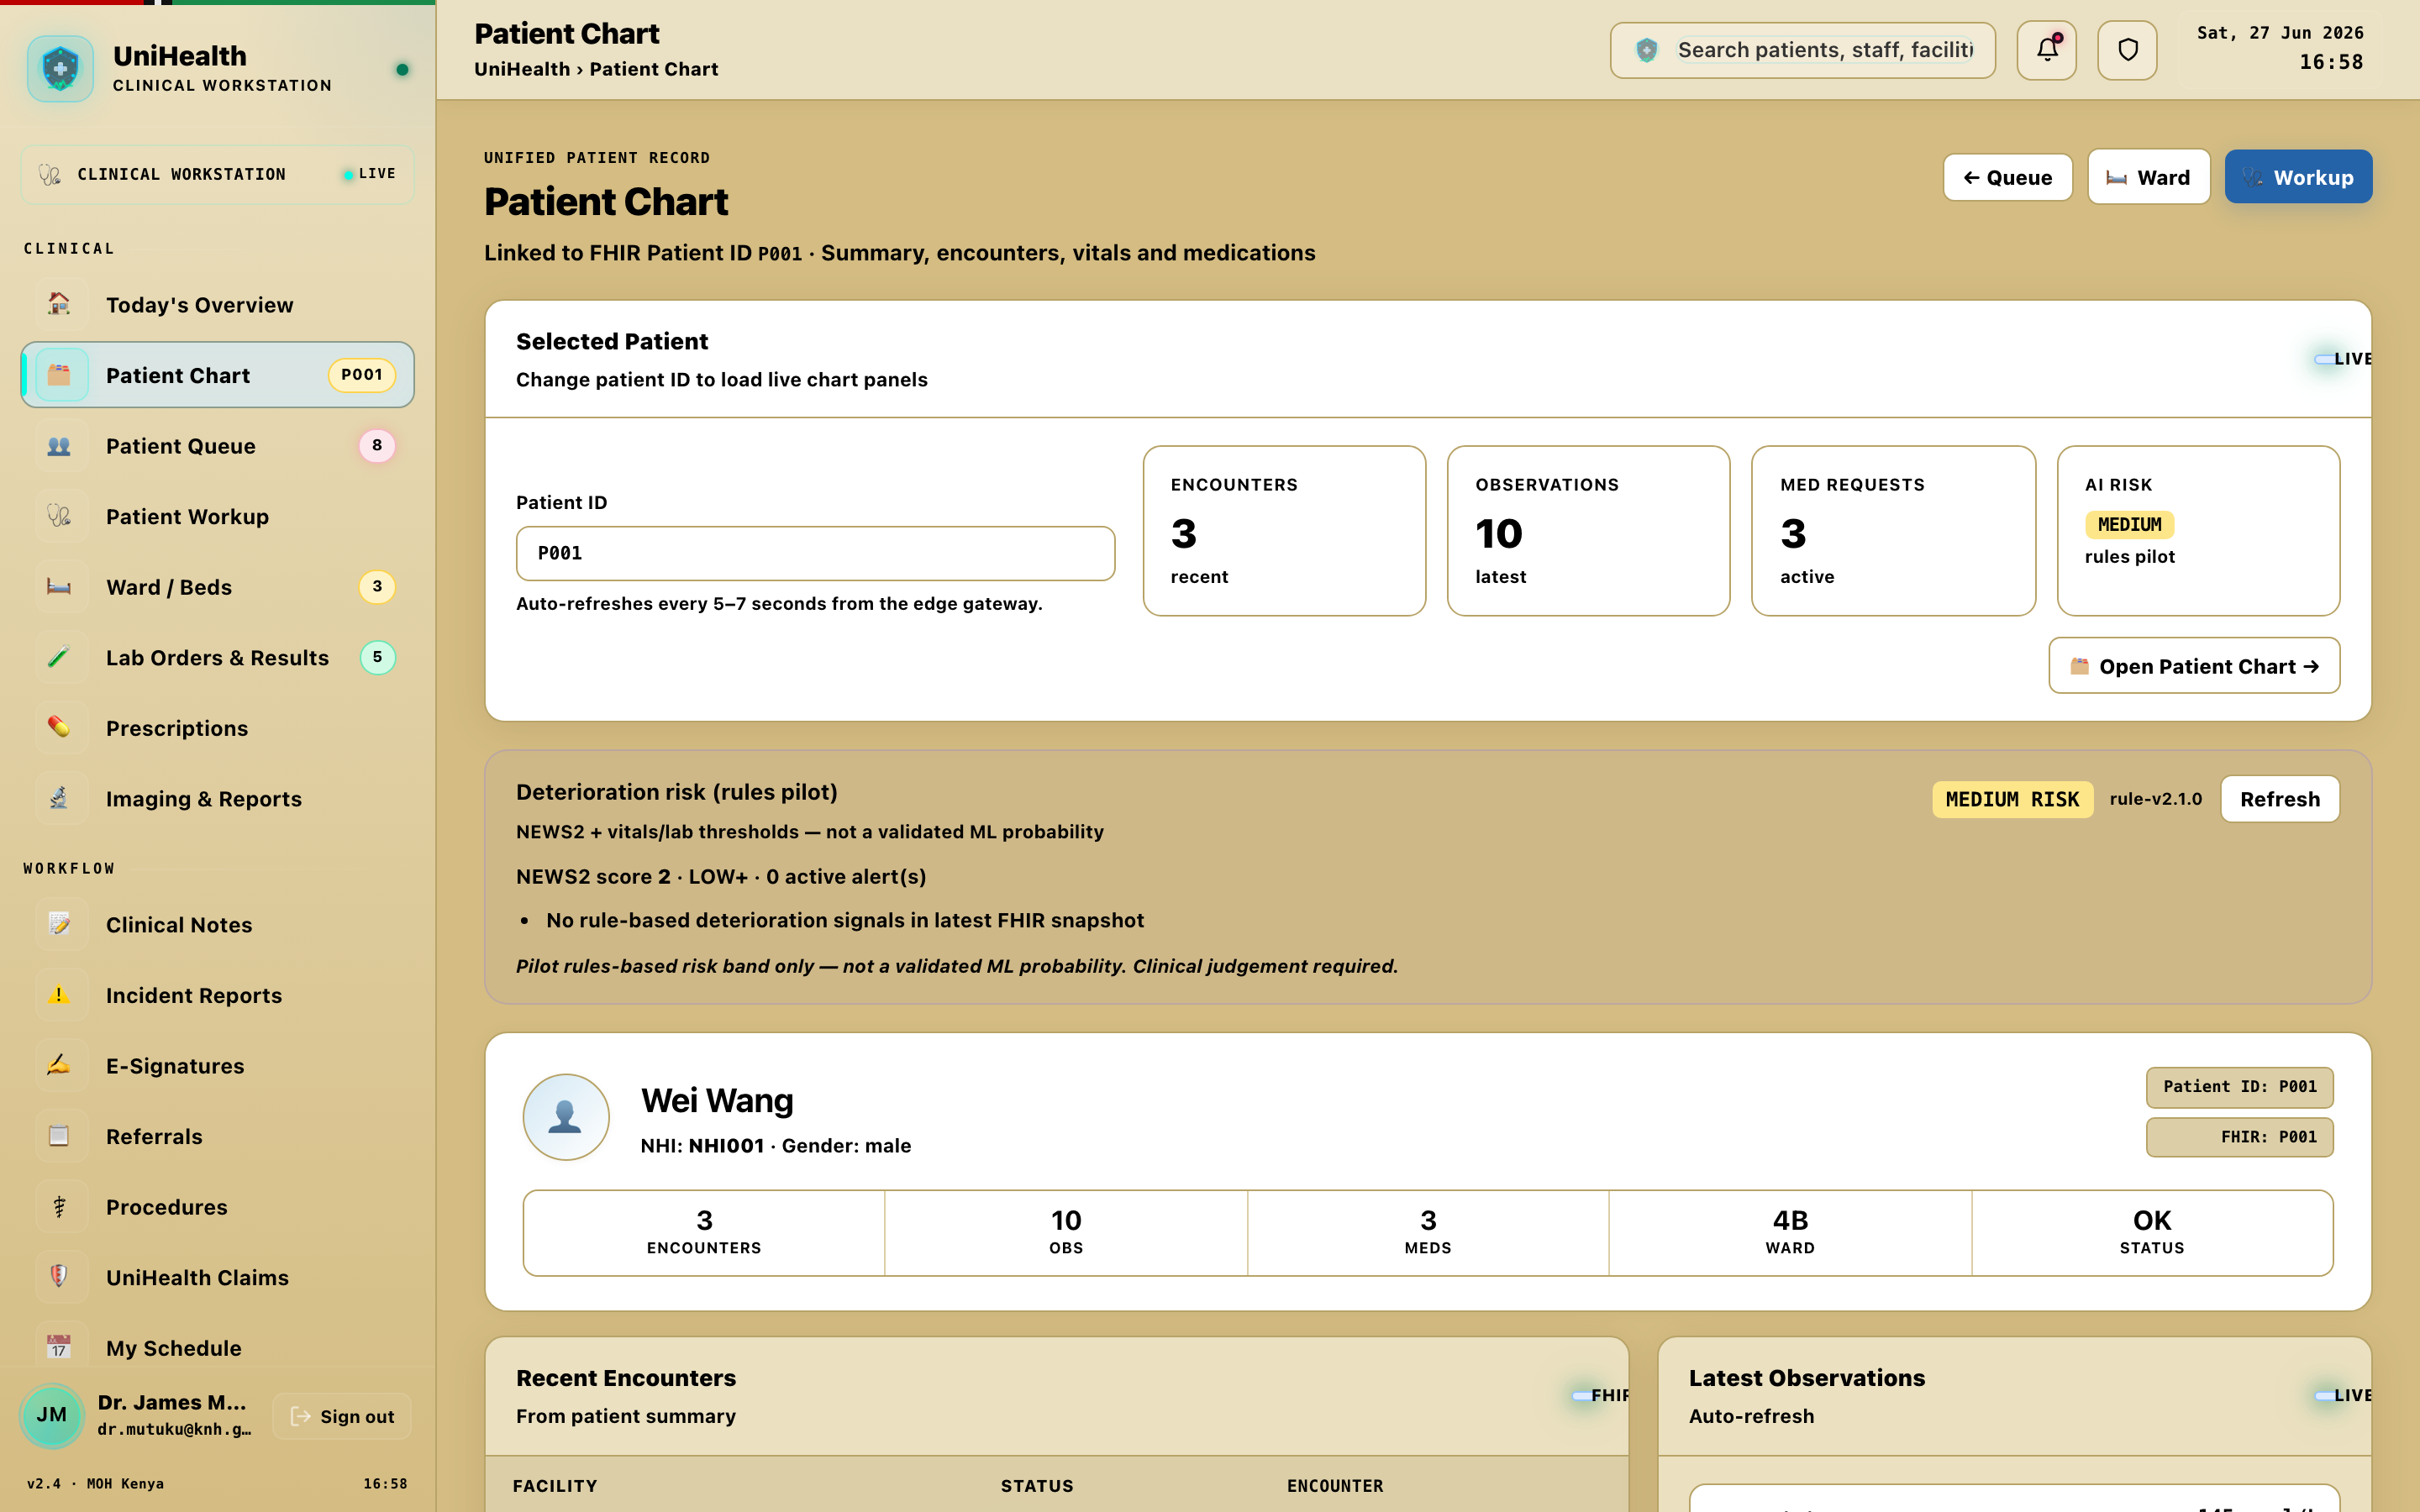 UniHealth
CLINICAL WORKSTATION
CLINICAL WORKSTATION
LIVE
CLINICAL
Today's Overview
Patient Chart P001
Patient Queue 8
Patient Workup
Ward / Beds 3
Lab Orders & Results 5
Prescriptions
Imaging & Reports
WORKFLOW
Clinical Notes
Incident Reports
E-Signatures
Referrals
Procedures
UniHealth Claims
My Schedule
JM
Dr. James M...
dr.mutuku@knh.g...
Sign out
v2.4 · MOH Kenya
16:58
Patient Chart
UniHealth › Patient Chart
Search patients, staff, faciliti
Sat, 27 Jun 2026
16:58
UNIFIED PATIENT RECORD
Patient Chart
Linked to FHIR Patient ID P001 · Summary, encounters, vitals and medications
← Queue
Ward
Workup
Selected Patient
Change patient ID to load live chart panels
LIVE
Patient ID
P001
Auto-refreshes every 5–7 seconds from the edge gateway.
ENCOUNTERS
3
recent
OBSERVATIONS
10
latest
MED REQUESTS
3
active
AI RISK
MEDIUM
rules pilot
Open Patient Chart →
Deterioration risk (rules pilot)
NEWS2 + vitals/lab thresholds — not a validated ML probability
MEDIUM RISK
rule-v2.1.0
Refresh
NEWS2 score 2 · LOW+ · 0 active alert(s)
• No rule-based deterioration signals in latest FHIR snapshot
Pilot rules-based risk band only — not a validated ML probability. Clinical judgement required.
Wei Wang
NHI: NHI001 · Gender: male
Patient ID: P001
FHIR: P001
3
ENCOUNTERS
10
OBS
3
MEDS
4B
WARD
OK
STATUS
Recent Encounters
From patient summary
FHIR
FACILITY STATUS ENCOUNTER
Latest Observations
Auto-refresh
LIVE